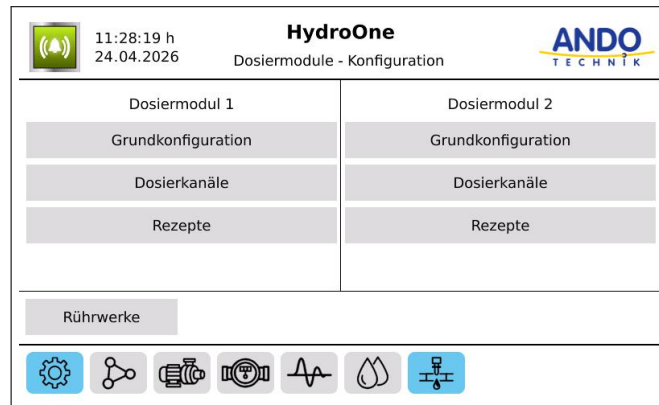 11:28:19 h
24.04.2026
HydroOne
Dosiermodule - Konfiguration
ANDO
TECHNIK
Dosiermodul 1
Grundkonfiguration
Dosierkanäle
Rezepte
Dosiermodul 2
Grundkonfiguration
Dosierkanäle
Rezepte
Rührwerke